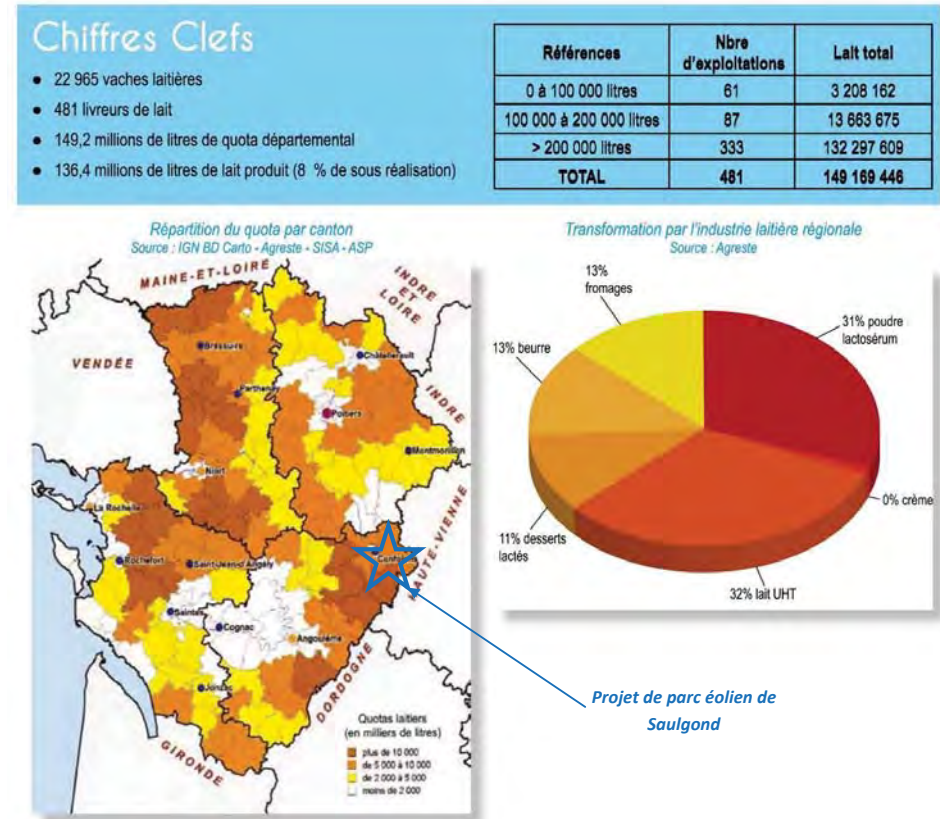 Chiffres Clefs
• 22 965 vaches laitières
• 481 livreurs de lait
• 149,2 millions de litres de quota départemental
• 136,4 millions de litres de lait produit (8 % de sous réalisation)
Références Nbre d'exploitations Lait total
0 à 100 000 litres 61 3 208 162
100 000 à 200 000 litres 87 13 663 675
> 200 000 litres 333 132 297 609
TOTAL 481 149 169 446
Répartition du quota par canton
Source : IGN BD Carto - Agreste - SISA - ASP
MAINE-ET-LOIRE
INDRE
ET
LOIRE
VENDÉE
Bressuire
Châtellerault
Parthenay
INDRE
Poitiers
Montmorillon
Niort
La Rochelle
HAUTE-VIENNE
Rochefort
Saint-Jean-d'Angély
Saintes
Cognac
Angoulême
DORDOGNE
Jonzac
GIRONDE
Quotas laitiers
(en milliers de litres)
plus de 10 000
de 5 000 à 10 000
de 2 000 à 5 000
moins de 2 000
Transformation par l'industrie laitière régionale
Source : Agreste
13%
fromages
31% poudre
lactosérum
13% beurre
0% crème
11% desserts
lactés
32% lait UHT
Projet de parc éolien de
Saulgond